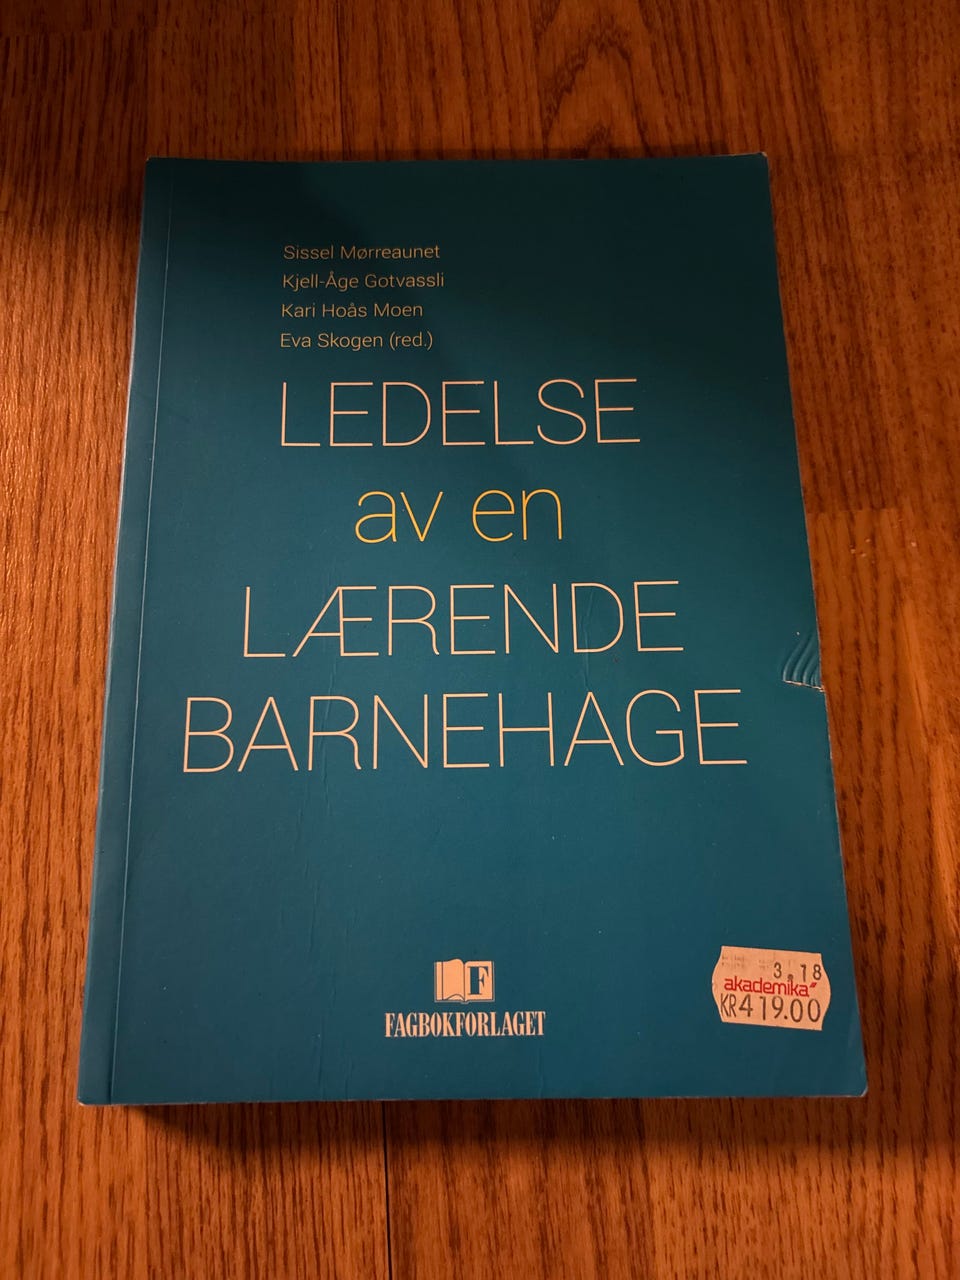 Sissel Mørreaunet
Kjell-Åge Gotvassli
Kari Hoås Moen
Eva Skogen (red.)
LEDELSE
av en
LÆRENDE
BARNEHAGE
F
FAGBOKFORLAGET
3.18
akademika
KR419.00